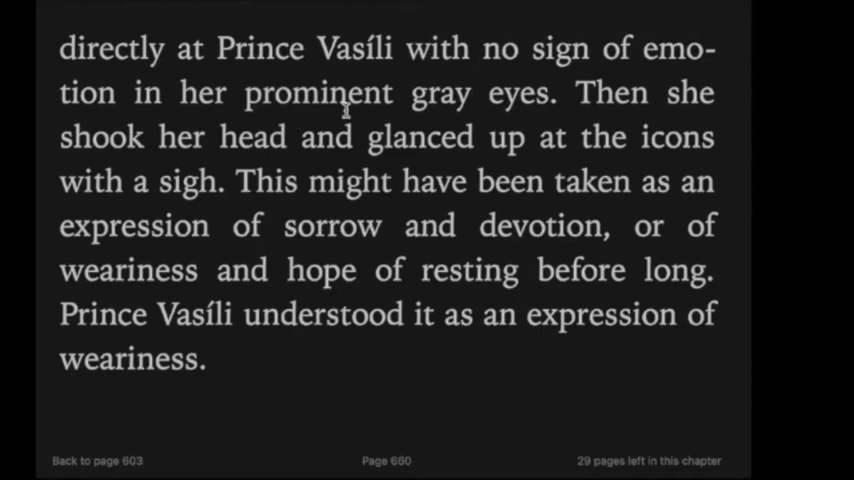 directly at Prince Vasíli with no sign of emo-
tion in her prominent gray eyes. Then she
shook her head and glanced up at the icons
with a sigh. This might have been taken as an
expression of sorrow and devotion, or of
weariness and hope of resting before long.
Prince Vasíli understood it as an expression of
weariness.
Back to page 603
Page 660
29 pages left in this chapter